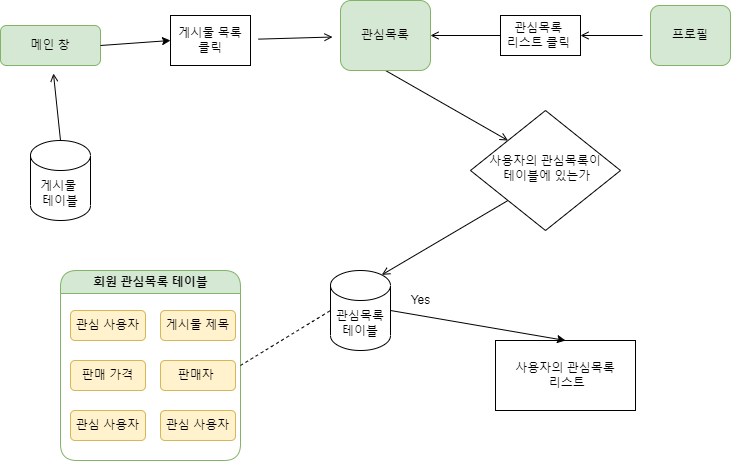 메인 창
게시물 목록
클릭
관심목록
관심목록
리스트 클릭
프로필
사용자의 관심목록이
테이블에 있는가
게시물
테이블
회원 관심목록 테이블
관심 사용자
게시물 제목
판매 가격
판매자
관심 사용자
관심 사용자
관심목록
테이블
Yes
사용자의 관심목록
리스트